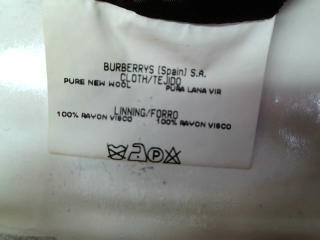 BURBERRYS (Spain) S.A.
CLOTH/TEJIDO
PURE NEW WOOL PURA LANA VIR
LINNING/FORRO
100% RAYON VISCO 100% RAYON VISCO
P